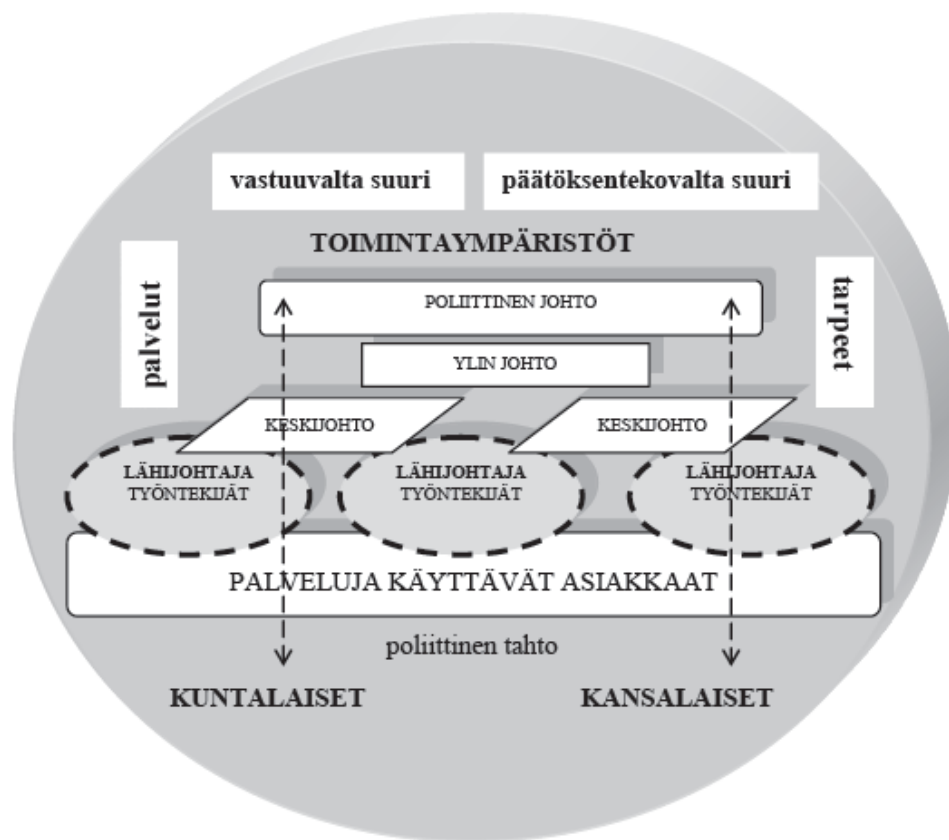 vastuuvalta suuri
päätöksentekovalta suuri
TOIMINTAYMPÄRISTÖT
palvelut
tarpeet
POLIITTINEN JOHTO
YLIN JOHTO
KESKIJOHTO
KESKIJOHTO
LÄHIJOHTAJA
TYÖNTEKIJÄT
LÄHIJOHTAJA
TYÖNTEKIJÄT
LÄHIJOHTAJA
TYÖNTEKIJÄT
PALVELUJA KÄYTTÄVÄT ASIAKKAAT
poliittinen tahto
KUNTALAISET
KANSALAISET